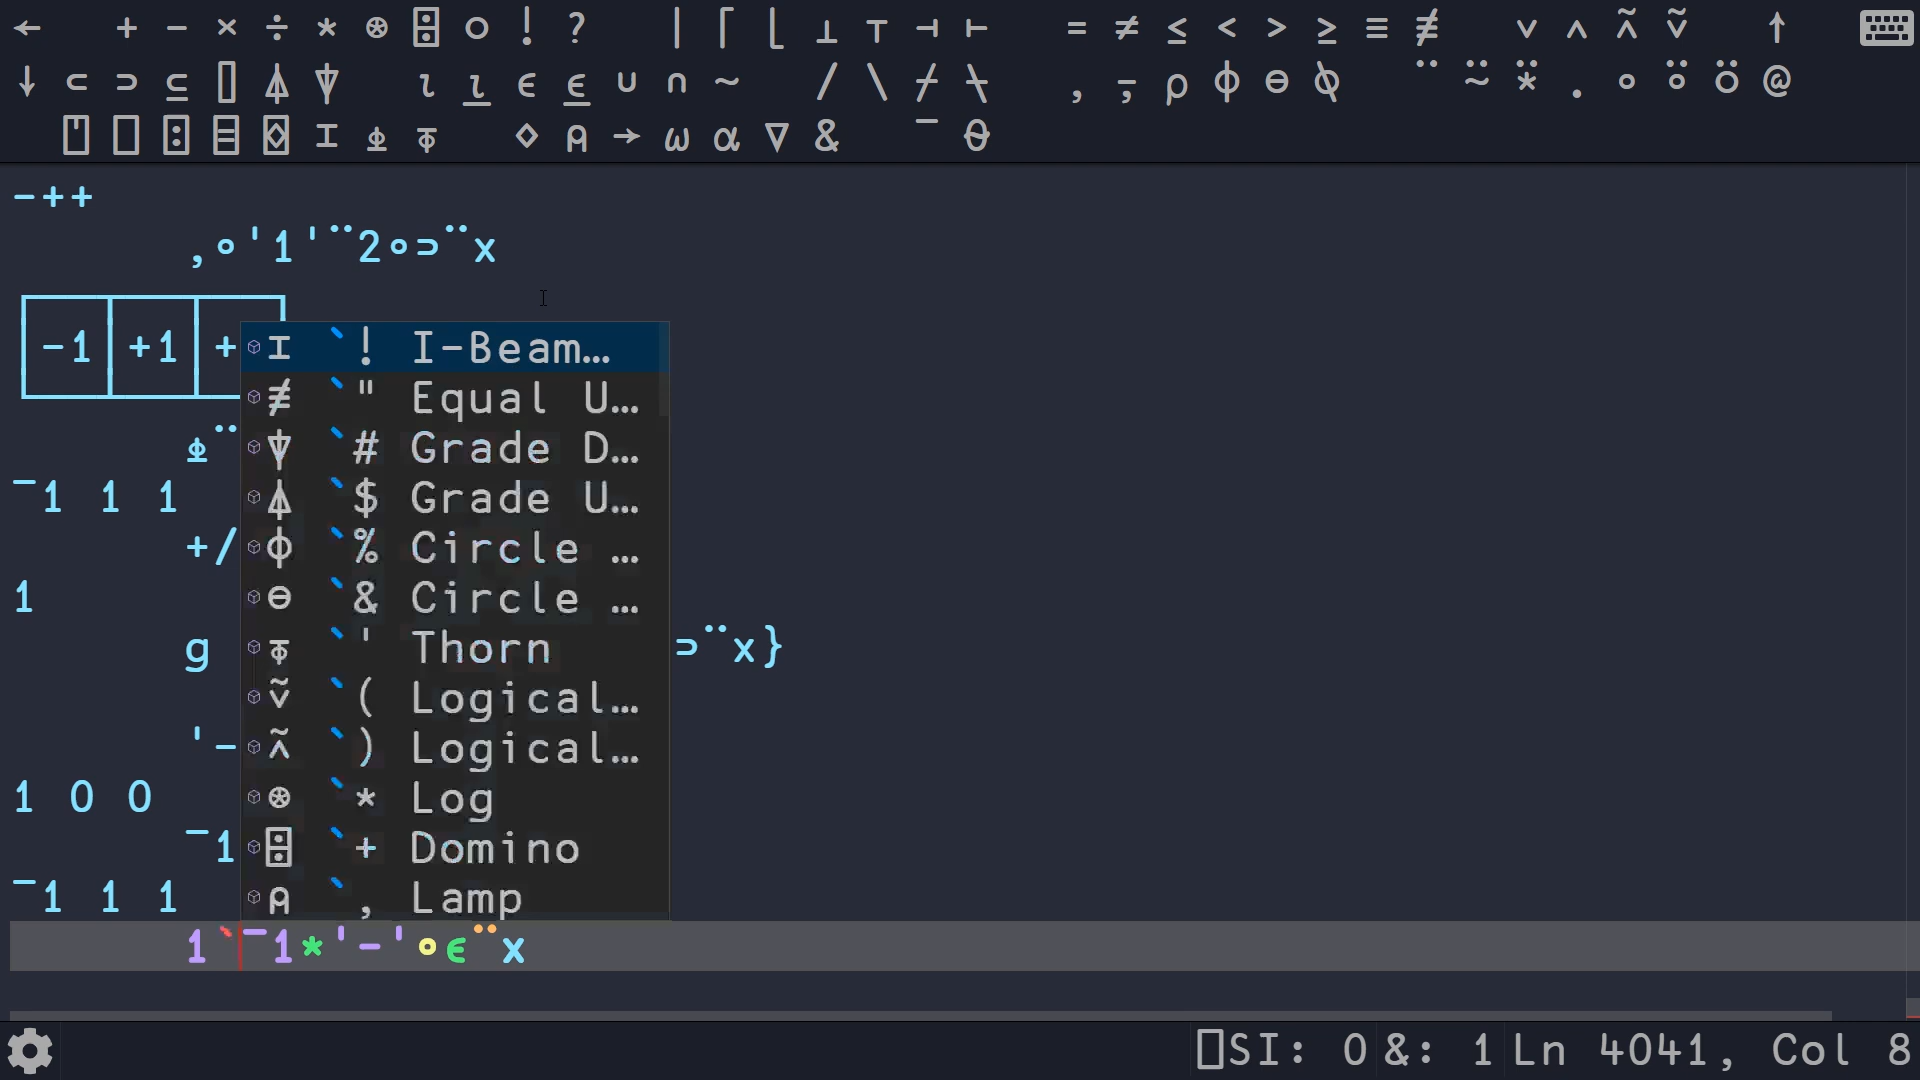 ← + - × ÷ * ⍟ ⌹ ○ ! ? | ⌈ ⌊ ⊥ ⊤ ⊣ ⊢ = ≠ ≤ < > ≥ ≡ ≢ ∨ ∧ ⍲ ⍱ ↑
↓ ⊂ ⊃ ⊆ ⌷ ⍋ ⍒ ⍳ ⍸ ∊ ⍷ ∪ ∩ ~ / \ ⌿ ⍀ , ⍪ ⍴ ⌽ ⊖ ⍉ ¨ ⍨ ⍣ . ∘ ⍤ ⍥ @
⍞ ⎕ ⍠ ⌸ ⌺ ⌶ ⍎ ⍕ ⋄ ⍝ → ⍵ ⍺ ∇ & ¯ ⍬
-++
,∘'1'¨2∘⊃¨x
-1 +1 +
⍎¨
¯1 1 1
+/
1
g ⊃¨x}
'-
1 0 0
¯1
¯1 1 1
⌶ `! I-Beam…
≢ `" Equal U…
⍒ `# Grade D…
⍋ `$ Grade U…
⌽ `% Circle …
⊖ `& Circle …
⍕ `' Thorn
⍱ `( Logical…
⍲ `) Logical…
⍟ `* Log
⌹ `+ Domino
⍝ `, Lamp
1`¯1*'-'∘∊¨x
⎕SI: 0 &: 1 Ln 4041, Col 8